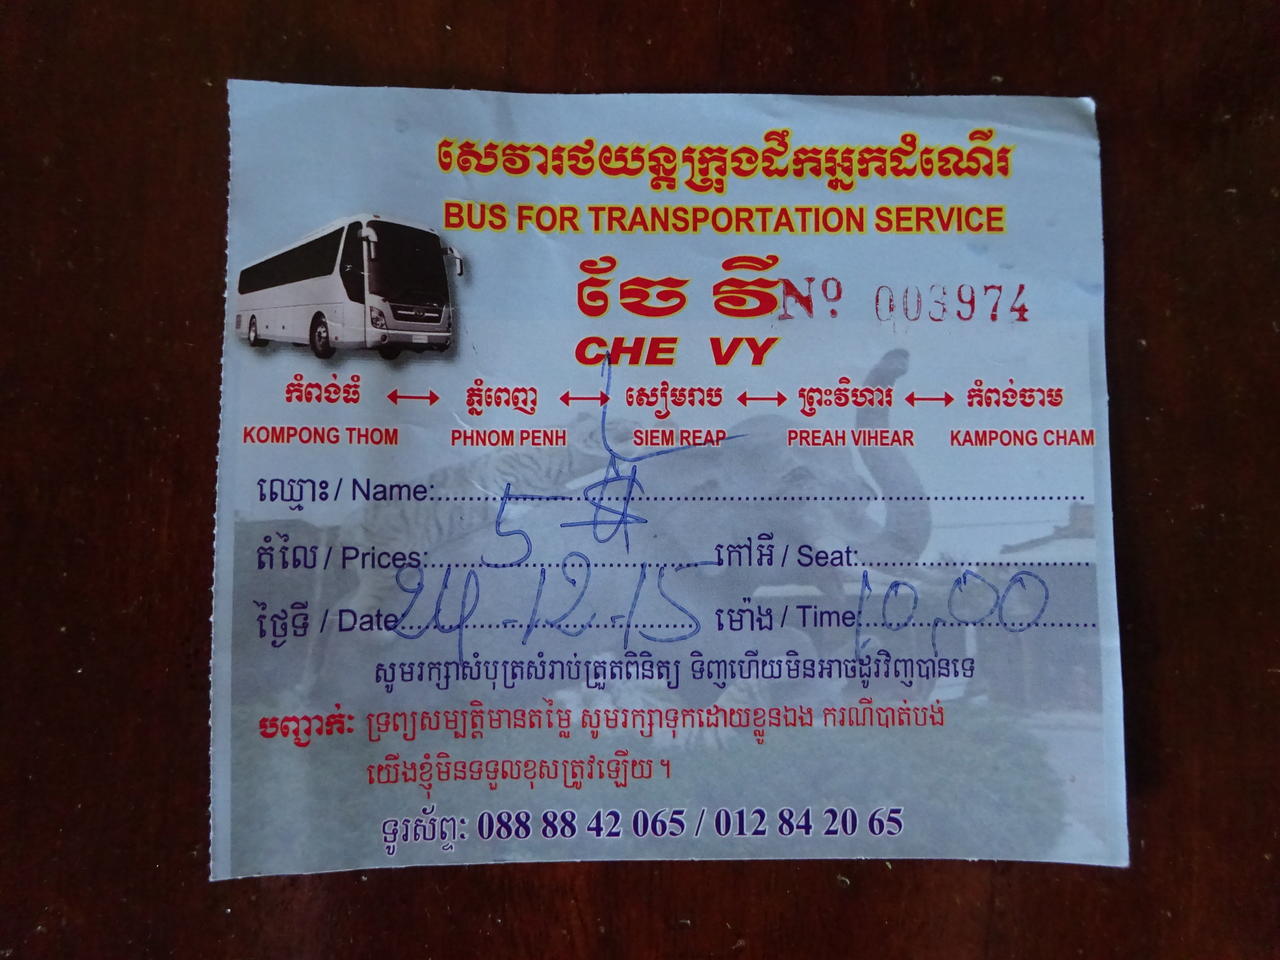 សេវារថយន្តក្រុងដឹកអ្នកដំណើរ
BUS FOR TRANSPORTATION SERVICE
ចែ វី Nº 003974
CHE VY
កំពង់ធំ ↔ ភ្នំពេញ ↔ សៀមរាប ↔ ព្រះវិហារ ↔ កំពង់ចាម
KOMPONG THOM PHNOM PENH SIEM REAP PREAH VIHEAR KAMPONG CHAM
ឈ្មោះ / Name:
តំលៃ / Prices: 5 $ កៅអី / Seat:
ថ្ងៃទី / Date 24-12-15 ម៉ោង / Time: 10,00
សូមរក្សាសំបុត្រសំរាប់ត្រួតពិនិត្យ ទិញហើយមិនអាចដូរវិញបានទេ
បញ្ជាក់: ទ្រព្យសម្បត្តិមានតម្លៃ សូមរក្សាទុកដោយខ្លួនឯង ករណីបាត់បង់
យើងខ្ញុំមិនទទួលខុសត្រូវឡើយ។
ទូរស័ព្ទ: 088 88 42 065 / 012 84 20 65